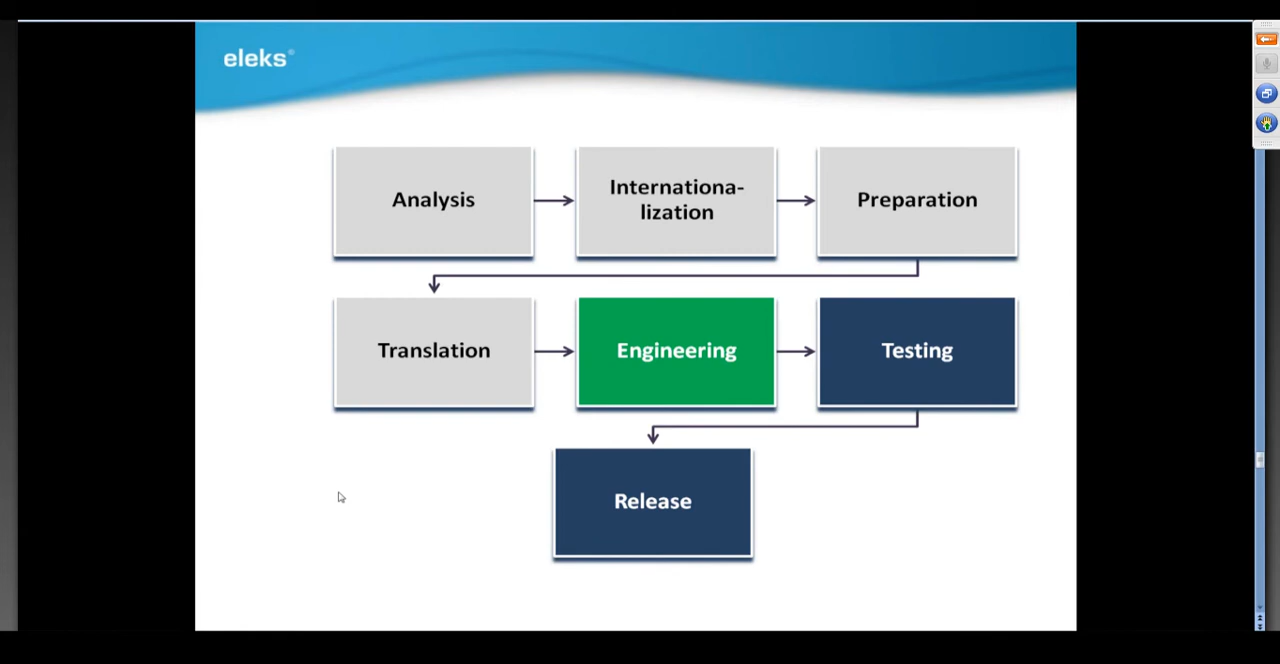 eleks®
Analysis
Internationa-
lization
Preparation
Translation
Engineering
Testing
Release